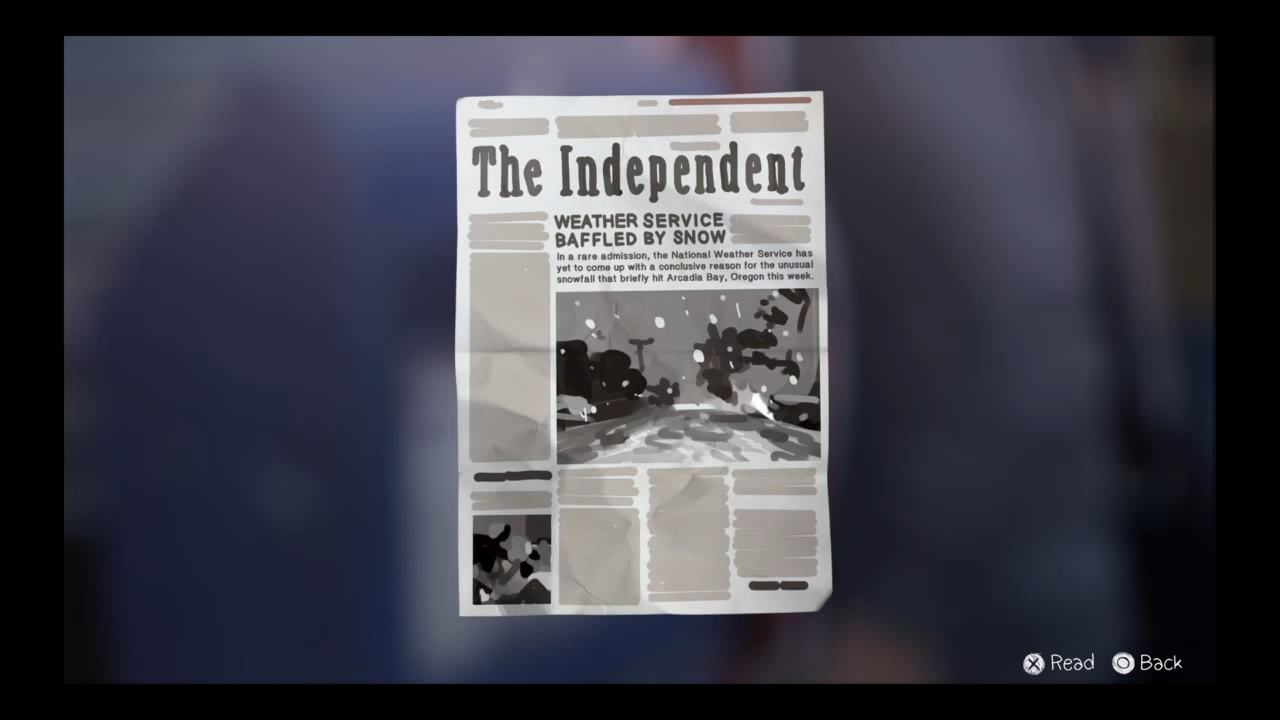 The Independent
WEATHER SERVICE
BAFFLED BY SNOW
In a rare admission, the National Weather Service has
yet to come up with a conclusive reason for the unusual
snowfall that briefly hit Arcadia Bay, Oregon this week.
Read Back